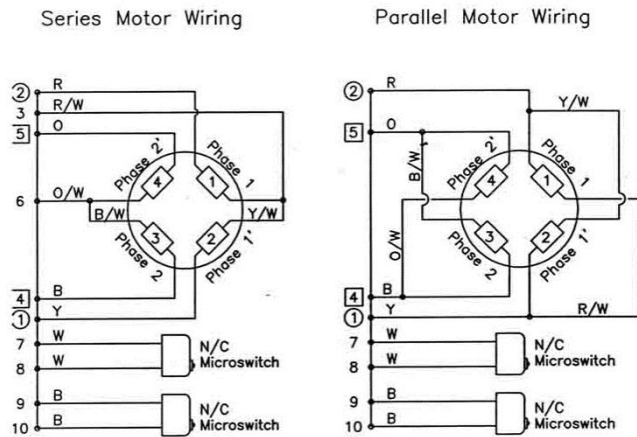 Series Motor Wiring
2 R
3 R/W
5 O
6 O/W
B/W
Y/W
Phase 2'
Phase 1
4
1
3
2
Phase 2
Phase 1'
4 B
1 Y
7 W
8 W
N/C
Microswitch
9 B
10 B
N/C
Microswitch
Parallel Motor Wiring
2 R
Y/W
5 O
B/W
Phase 2'
Phase 1
4
1
3
2
O/W
Phase 2
Phase 1'
4 B
1 Y
R/W
7 W
8 W
N/C
Microswitch
9 B
10 B
N/C
Microswitch